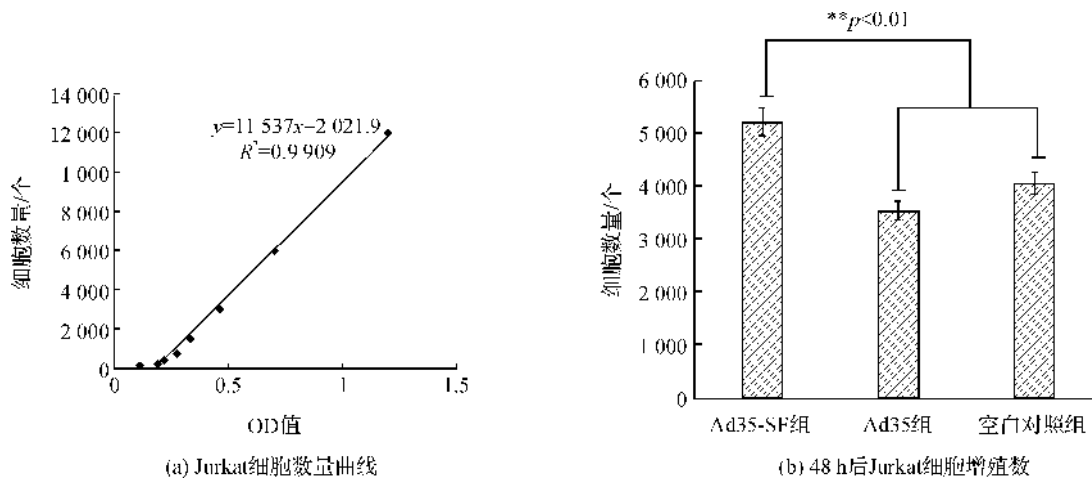 14 000
12 000
1 000
8 000
6 000
4 000
2 000
0
y=11 537x−2 021.9
R²=0.9 909
细胞数量/个
0
0.5
1
1.5
OD值
(a) Jurkat细胞数量曲线
**p<0.01
6 000
5 000
4 000
3 000
2 000
1 000
0
细胞数量/个
Ad35-SF组
Ad35组
空白对照组
(b) 48 h后Jurkat细胞增殖数